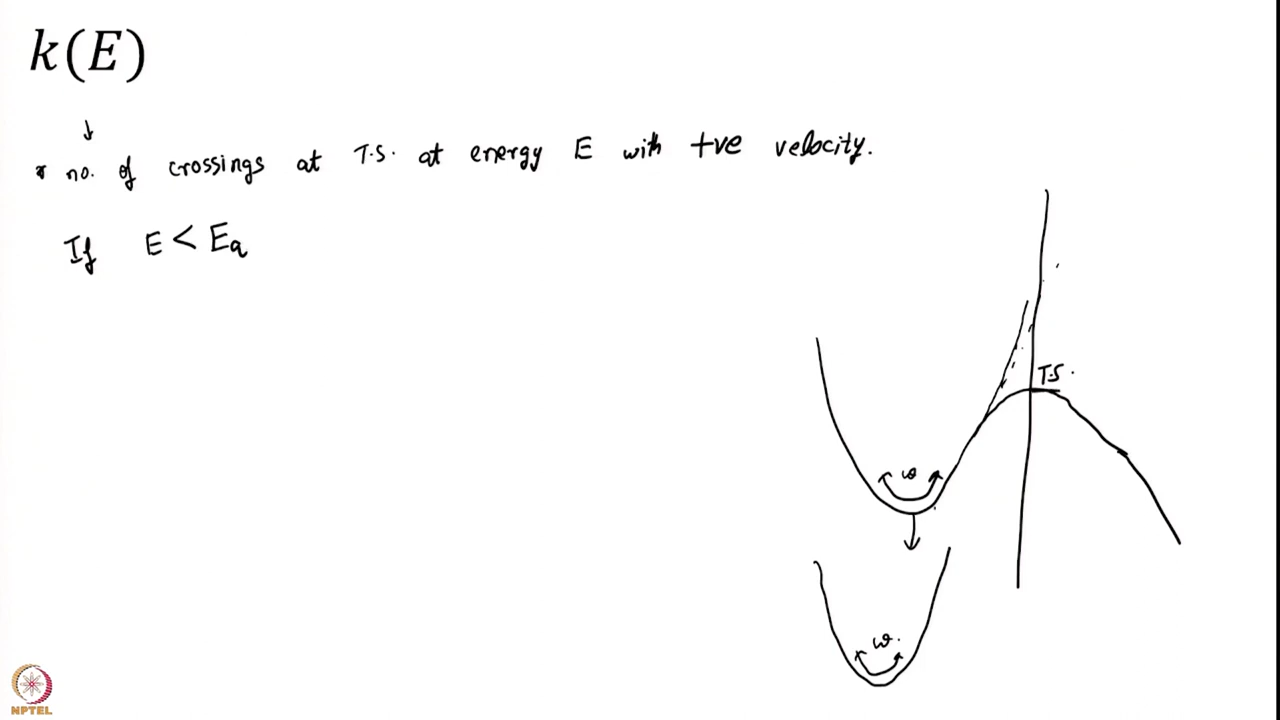 k(E)
↓
* no. of crossings at T.S. at energy E with +ve velocity.
If E < Ea
T.S.
ω
ω.
NPTEL